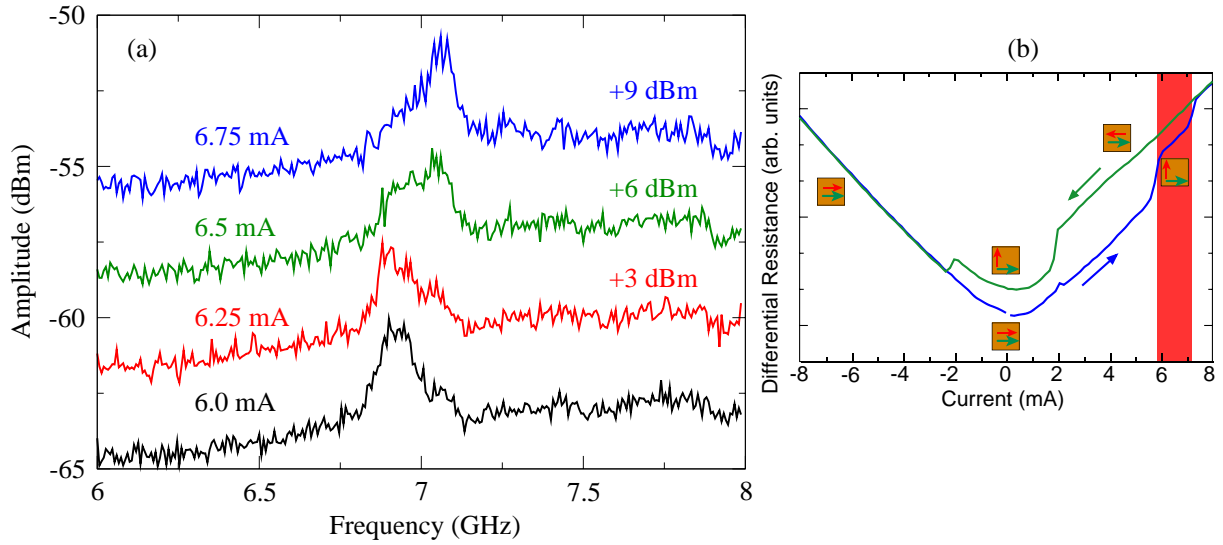 (a)
-50
-55
-60
-65
Amplitude (dBm)
6.75 mA
+9 dBm
6.5 mA
+6 dBm
6.25 mA
+3 dBm
6.0 mA
6 6.5 7 7.5 8
Frequency (GHz)
(b)
Differential Resistance (arb. units)
-8 -6 -4 -2 0 2 4 6 8
Current (mA)